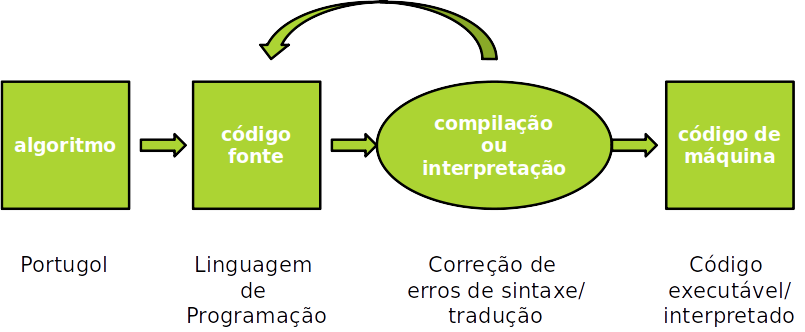 algoritmo
código
fonte
compilação
ou
interpretação
código de
máquina
Portugol
Linguagem
de
Programação
Correção de
erros de sintaxe/
tradução
Código
executável/
interpretado